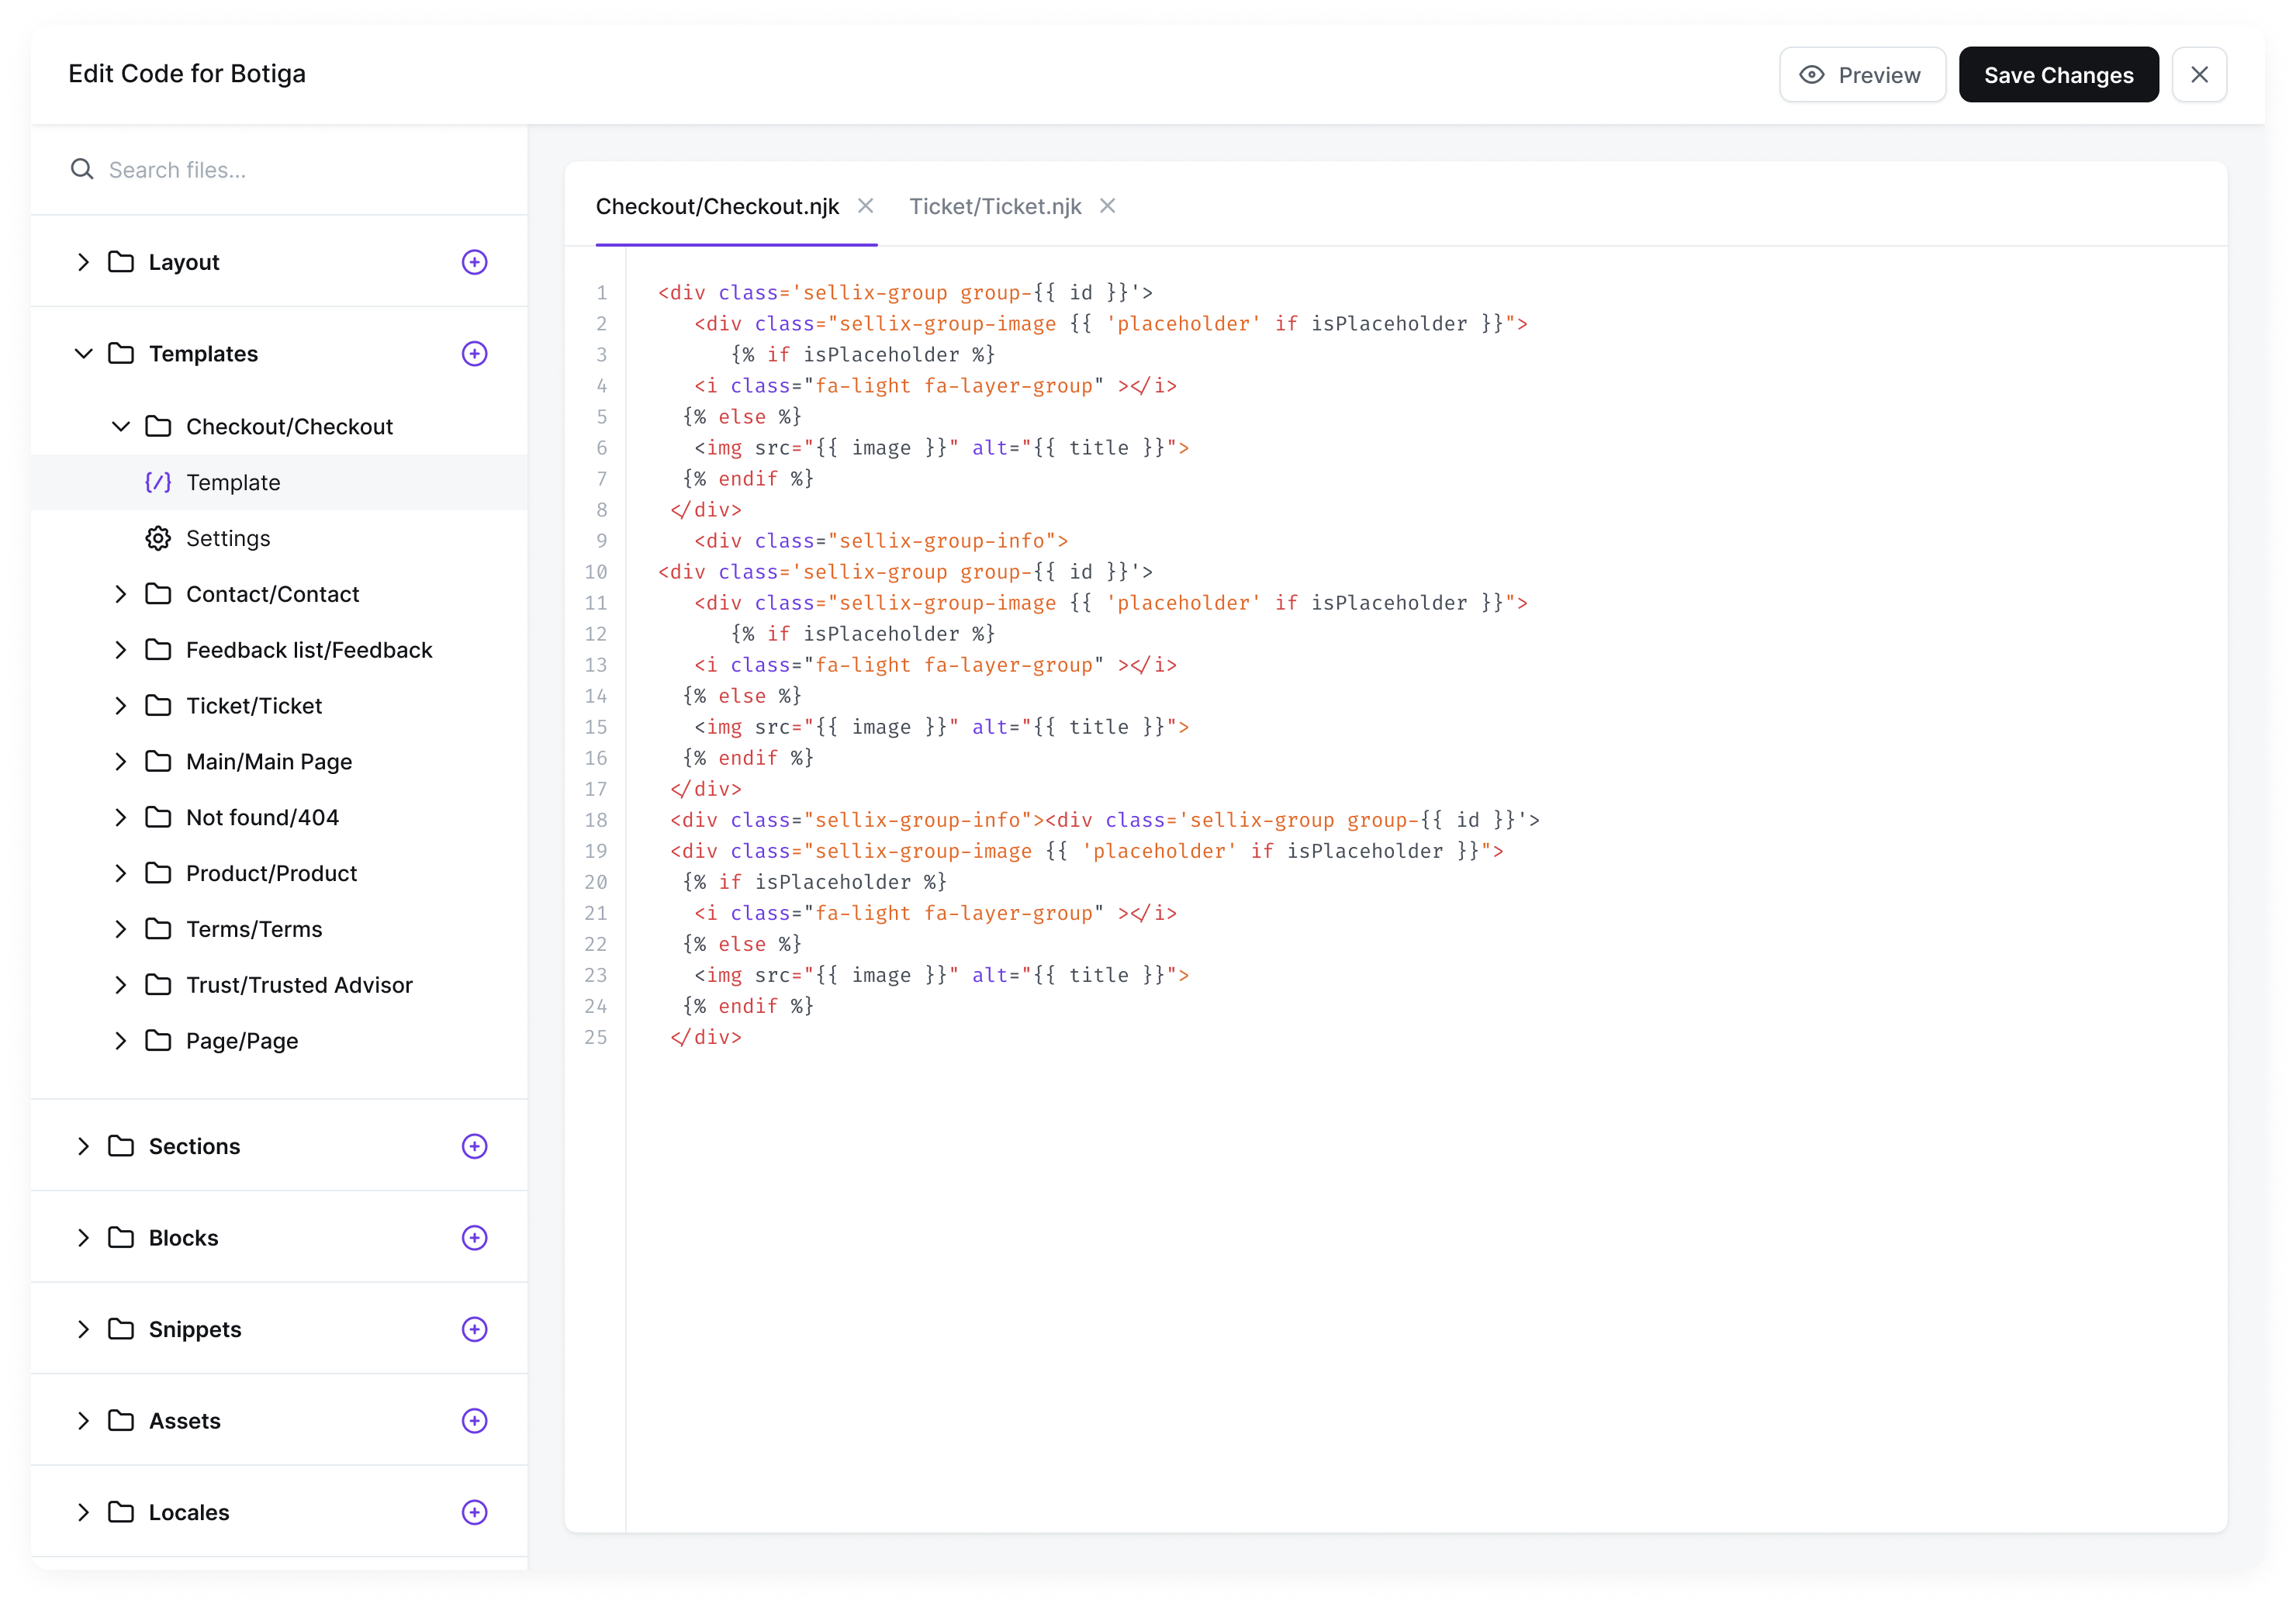 Edit Code for Botiga
Preview
Save Changes
Search files...
Layout
Templates
Checkout/Checkout
{/} Template
Settings
Contact/Contact
Feedback list/Feedback
Ticket/Ticket
Main/Main Page
Not found/404
Product/Product
Terms/Terms
Trust/Trusted Advisor
Page/Page
Sections
Blocks
Snippets
Assets
Locales
Checkout/Checkout.njk
Ticket/Ticket.njk
1 <div class='sellix-group group-{{ id }}'>
2 <div class="sellix-group-image {{ 'placeholder' if isPlaceholder }}">
3 {% if isPlaceholder %}
4 <i class="fa-light fa-layer-group" ></i>
5 {% else %}
6 <img src="{{ image }}" alt="{{ title }}">
7 {% endif %}
8 </div>
9 <div class="sellix-group-info">
10 <div class='sellix-group group-{{ id }}'>
11 <div class="sellix-group-image {{ 'placeholder' if isPlaceholder }}">
12 {% if isPlaceholder %}
13 <i class="fa-light fa-layer-group" ></i>
14 {% else %}
15 <img src="{{ image }}" alt="{{ title }}">
16 {% endif %}
17 </div>
18 <div class="sellix-group-info"><div class='sellix-group group-{{ id }}'>
19 <div class="sellix-group-image {{ 'placeholder' if isPlaceholder }}">
20 {% if isPlaceholder %}
21 <i class="fa-light fa-layer-group" ></i>
22 {% else %}
23 <img src="{{ image }}" alt="{{ title }}">
24 {% endif %}
25 </div>